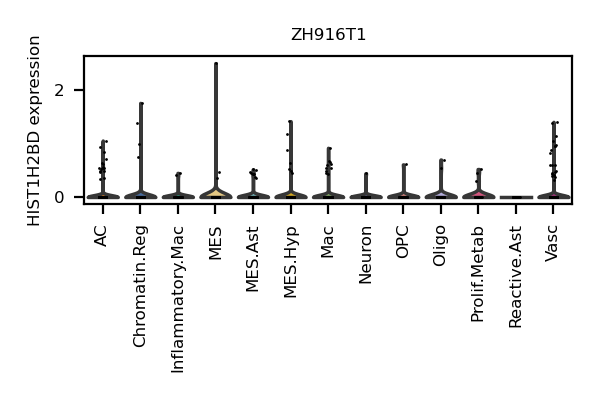 ZH916T1
HIST1H2BD expression
2
0
AC
Chromatin.Reg
Inflammatory.Mac
MES
MES.Ast
MES.Hyp
Mac
Neuron
OPC
Oligo
Prolif.Metab
Reactive.Ast
Vasc